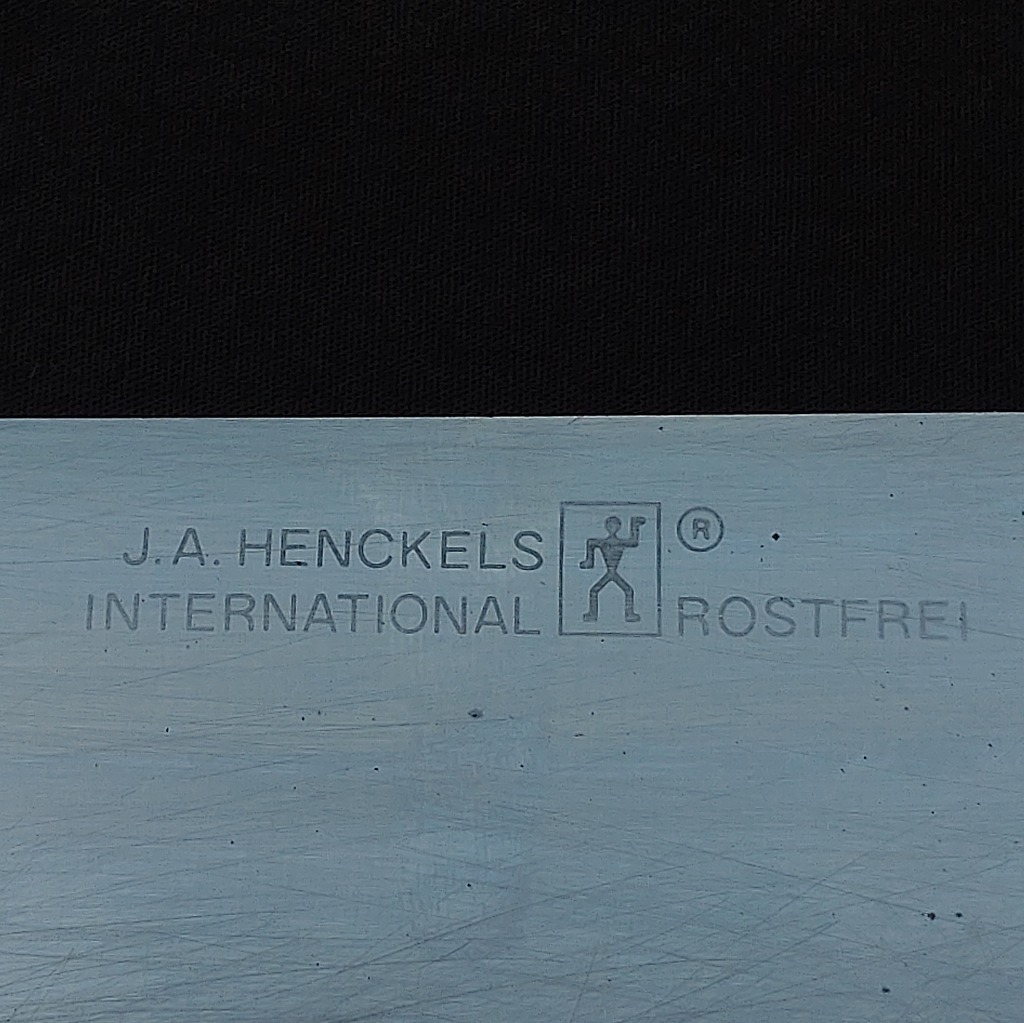 J.A. HENCKELS ®
INTERNATIONAL ROSTFREI